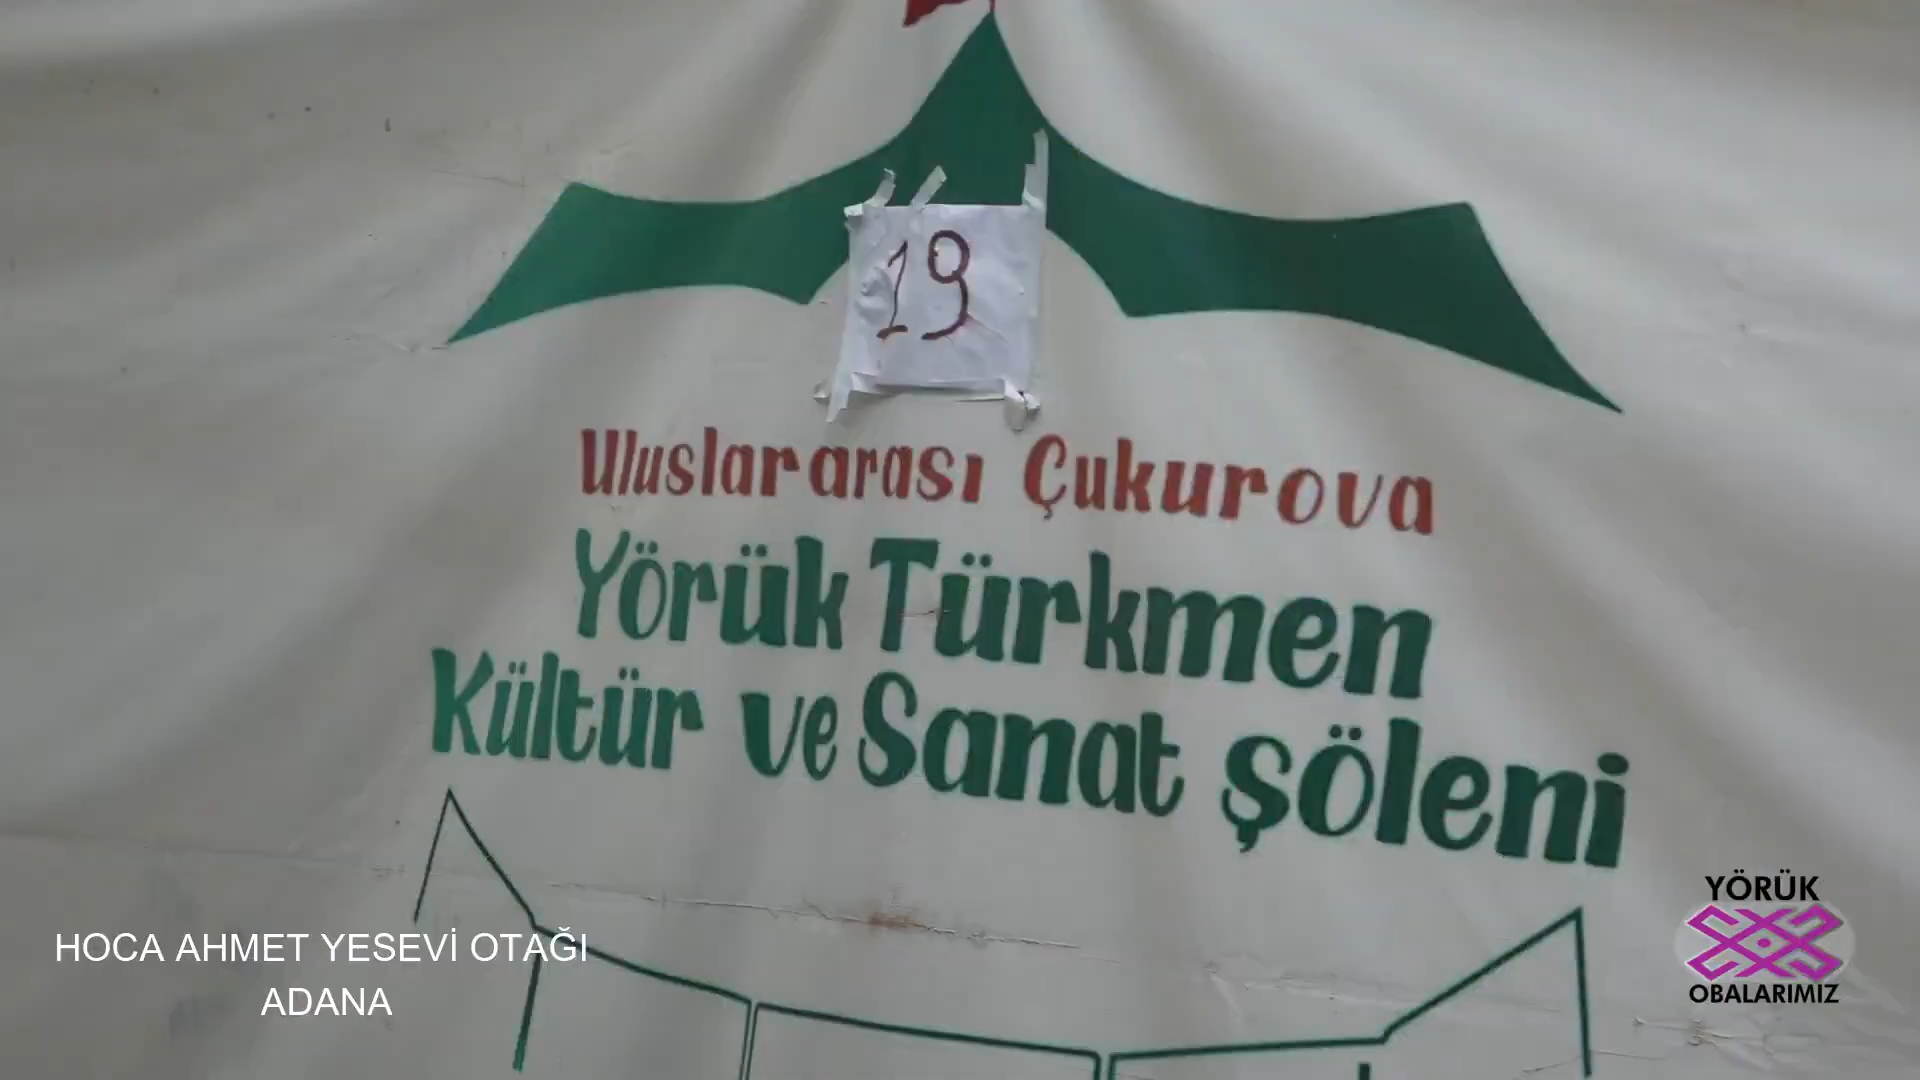 19
Uluslararası Çukurova
Yörük Türkmen
Kültür ve Sanat şöleni
HOCA AHMET YESEVİ OTAĞI
ADANA
YÖRÜK
OBALARIMIZ